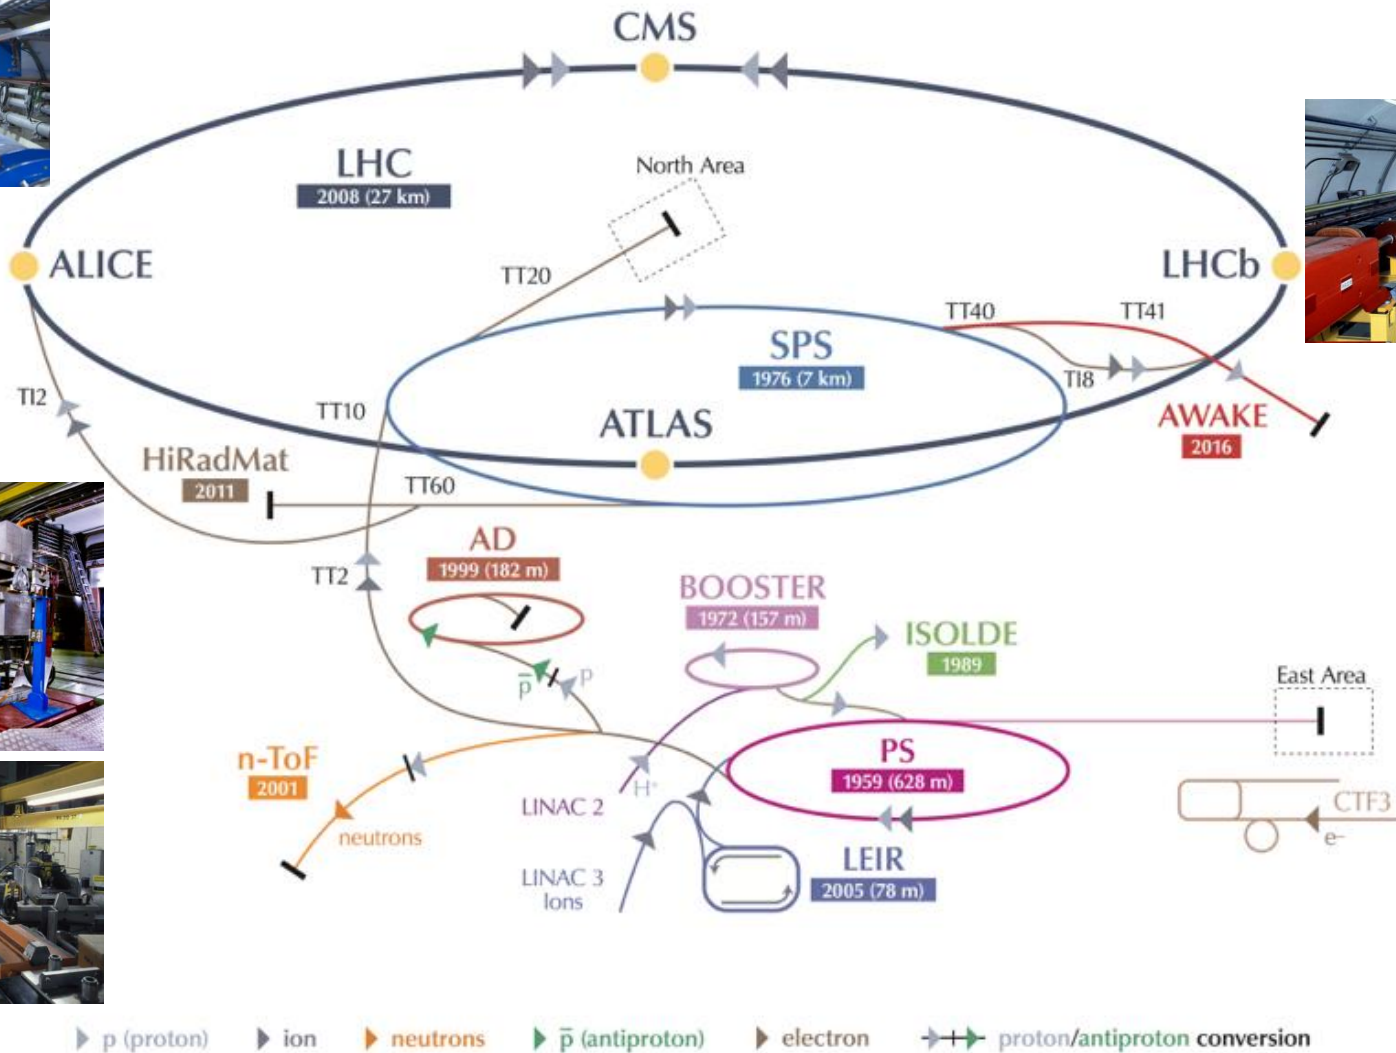 CMS
LHC
2008 (27 km)
North Area
ALICE
LHCb
TT20
TT40
TT41
SPS
1976 (7 km)
TI2
TT10
TI8
ATLAS
AWAKE
2016
HiRadMat
2011
TT60
AD
1999 (182 m)
TT2
BOOSTER
1972 (157 m)
ISOLDE
1989
p̅
p
East Area
n-ToF
2001
PS
1959 (628 m)
H⁺
LINAC 2
neutrons
CTF3
e–
LEIR
2005 (78 m)
LINAC 3
Ions
p (proton)
ion
neutrons
p̅ (antiproton)
electron
proton/antiproton conversion